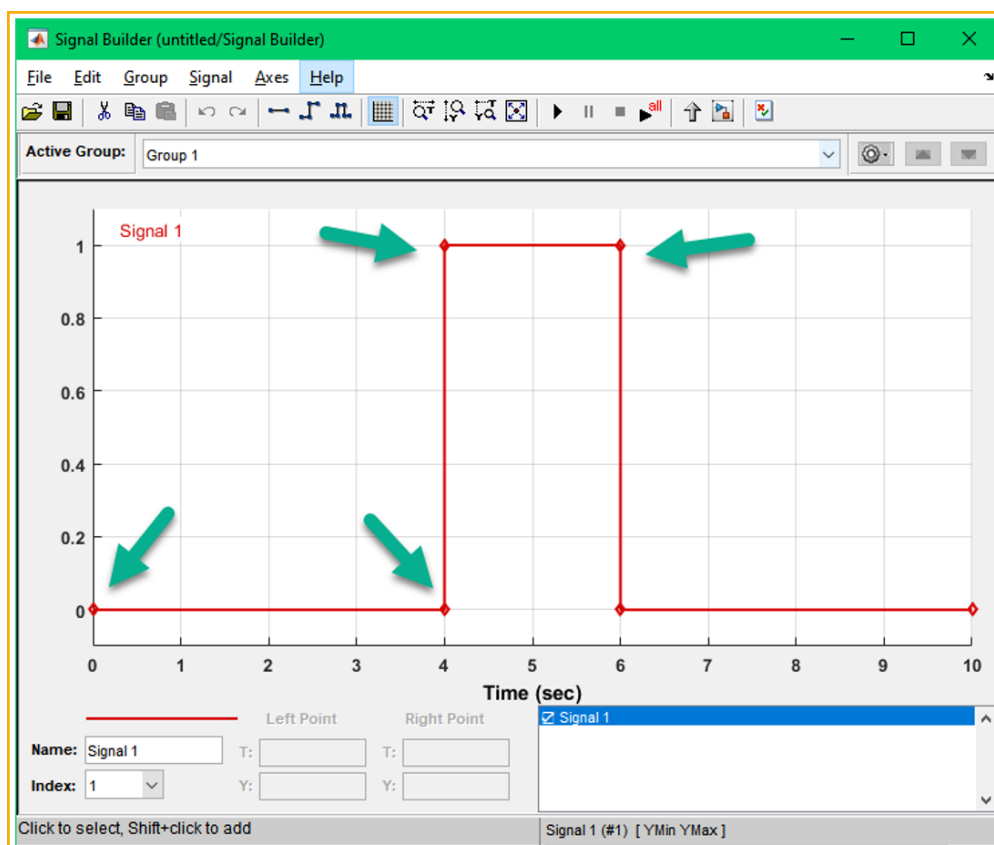 Signal Builder (untitled/Signal Builder)
File Edit Group Signal Axes Help
all
Active Group: Group 1
Signal 1
1
0.8
0.6
0.4
0.2
0
0 1 2 3 4 5 6 7 8 9 10
Time (sec)
Left Point Right Point
Name: Signal 1 T: T:
Index: 1 Y: Y:
Signal 1
Click to select, Shift+click to add
Signal 1 (#1) [ YMin YMax ]